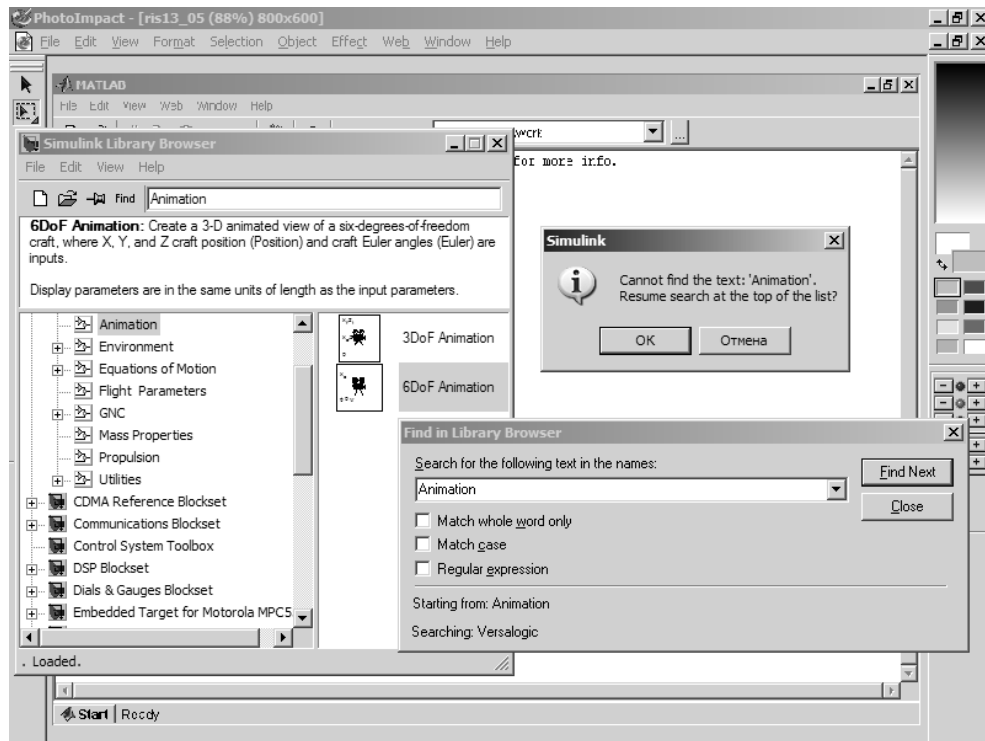 PhotoImpact - [ris13_05 (88%) 800x600]
File Edit View Format Selection Object Effect Web Window Help
MATLAB
File Edit View Web Window Help
for more info.
Simulink Library Browser
File Edit View Help
Find Animation
6DoF Animation: Create a 3-D animated view of a six-degrees-of-freedom
craft, where X, Y, and Z craft position (Position) and craft Euler angles (Euler) are
inputs.
Display parameters are in the same units of length as the input parameters.
Animation
Environment
Equations of Motion
Flight Parameters
GNC
Mass Properties
Propulsion
Utilities
CDMA Reference Blockset
Communications Blockset
Control System Toolbox
DSP Blockset
Dials & Gauges Blockset
Embedded Target for Motorola MPC5
3DoF Animation
6DoF Animation
. Loaded.
Simulink
Cannot find the text: 'Animation'.
Resume search at the top of the list?
OK Отмена
Find in Library Browser
Search for the following text in the names:
Animation
Find Next
Close
Match whole word only
Match case
Regular expression
Starting from: Animation
Searching: Versalogic
Start Ready